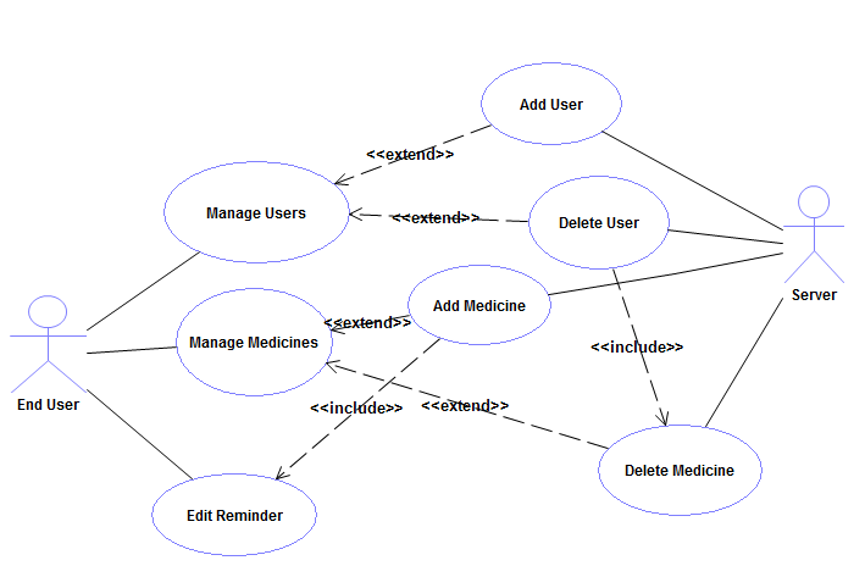 Add User
<<extend>>
Manage Users
<<extend>>
Delete User
Server
Add Medicine
<<extend>>
Manage Medicines
<<include>>
End User
<<include>>
<<extend>>
Delete Medicine
Edit Reminder